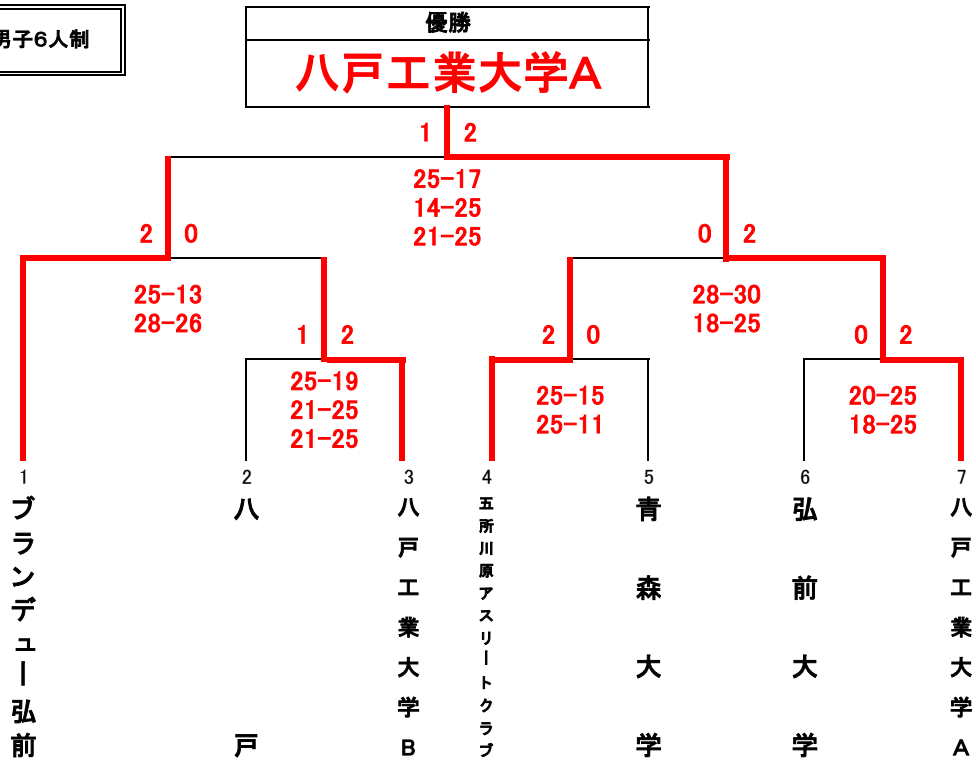 男子6人制
優勝
八戸工業大学A
1 2
25-17
14-25
21-25
2 0
0 2
25-13
28-26
28-30
18-25
1 2
2 0
0 2
25-19
21-25
21-25
25-15
25-11
20-25
18-25
1
2
3
4
5
6
7
ブランデュー弘前
八戸
八戸工業大学B
五所川原アスリートクラブ
青森大学
弘前大学
八戸工業大学A